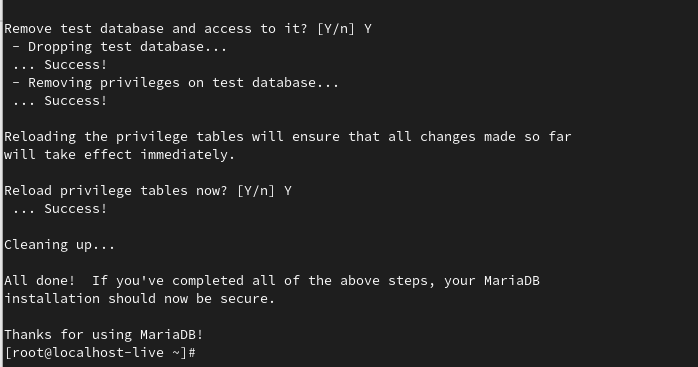 Remove test database and access to it? [Y/n] Y
 - Dropping test database...
 ... Success!
 - Removing privileges on test database...
 ... Success!

Reloading the privilege tables will ensure that all changes made so far
will take effect immediately.

Reload privilege tables now? [Y/n] Y
 ... Success!

Cleaning up...

All done!  If you've completed all of the above steps, your MariaDB
installation should now be secure.

Thanks for using MariaDB!
[root@localhost-live ~]#